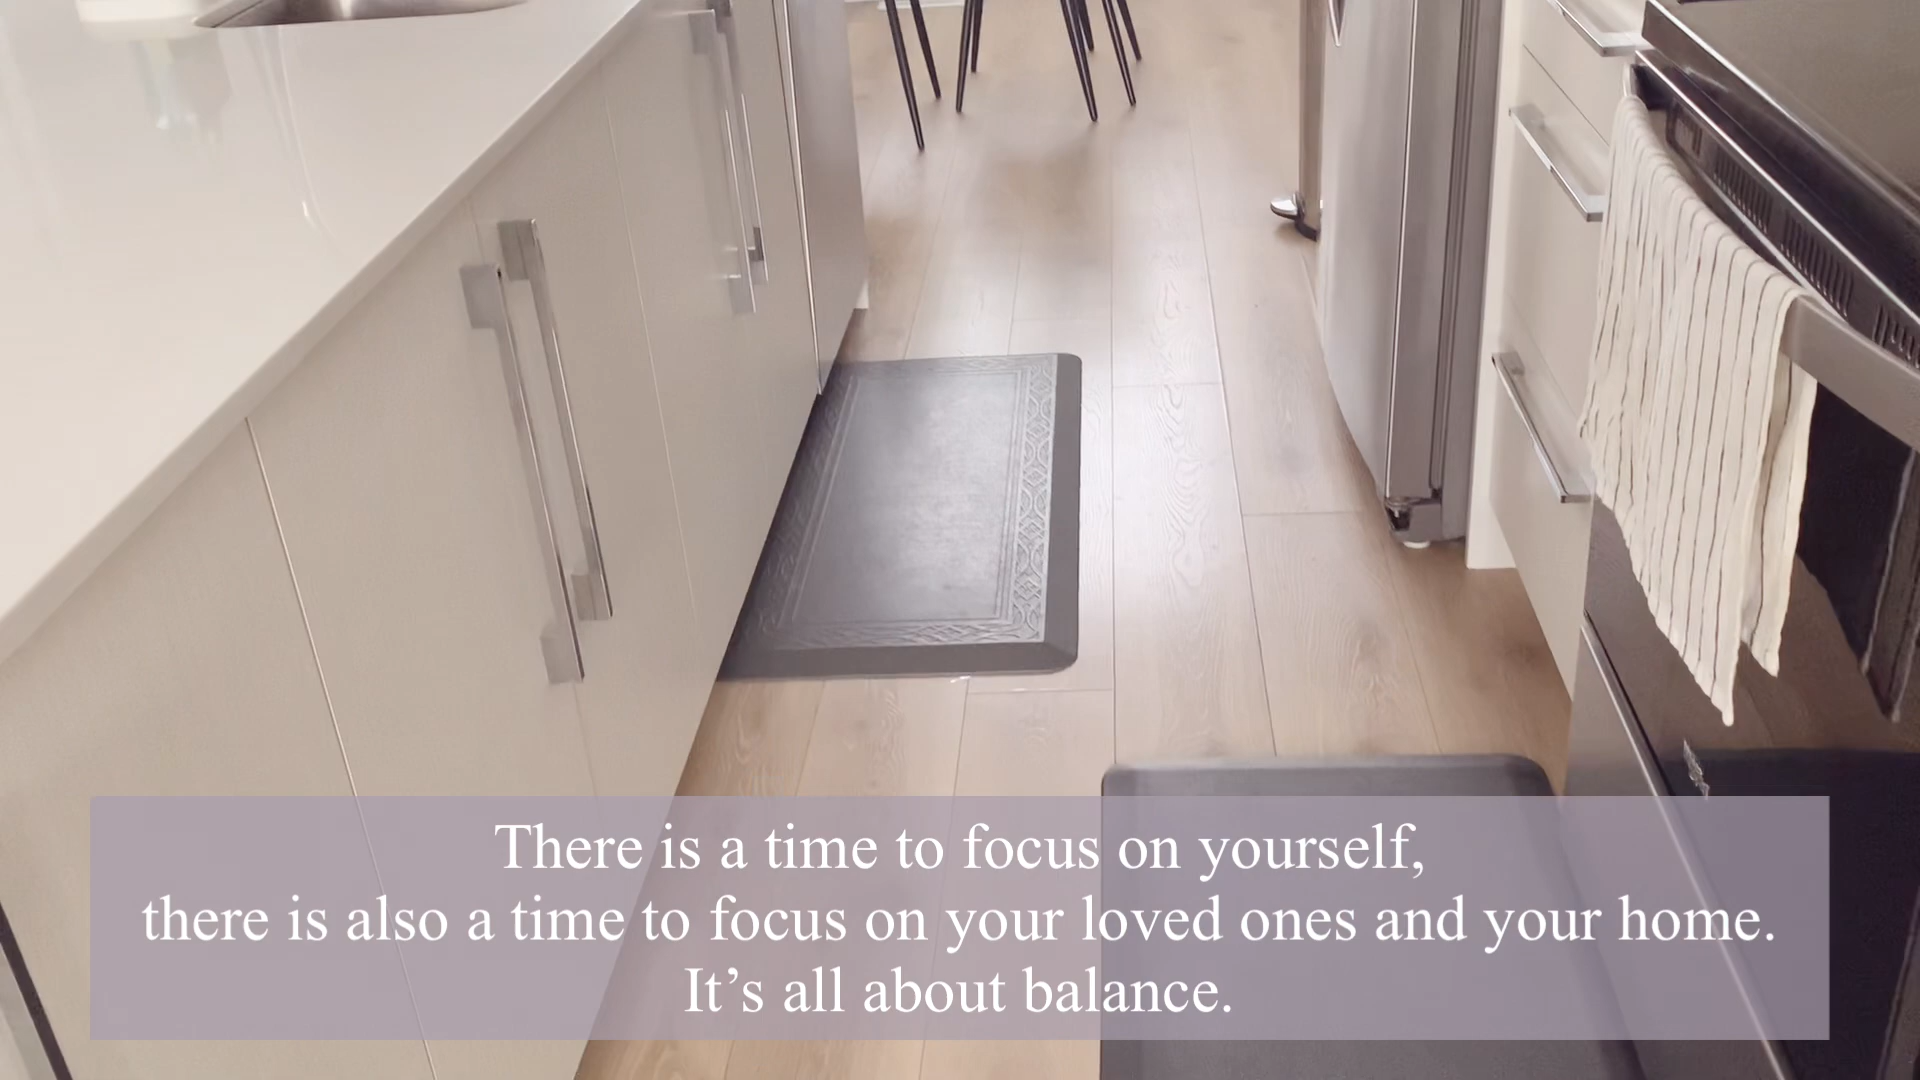 There is a time to focus on yourself,
there is also a time to focus on your loved ones and your home.
It’s all about balance.